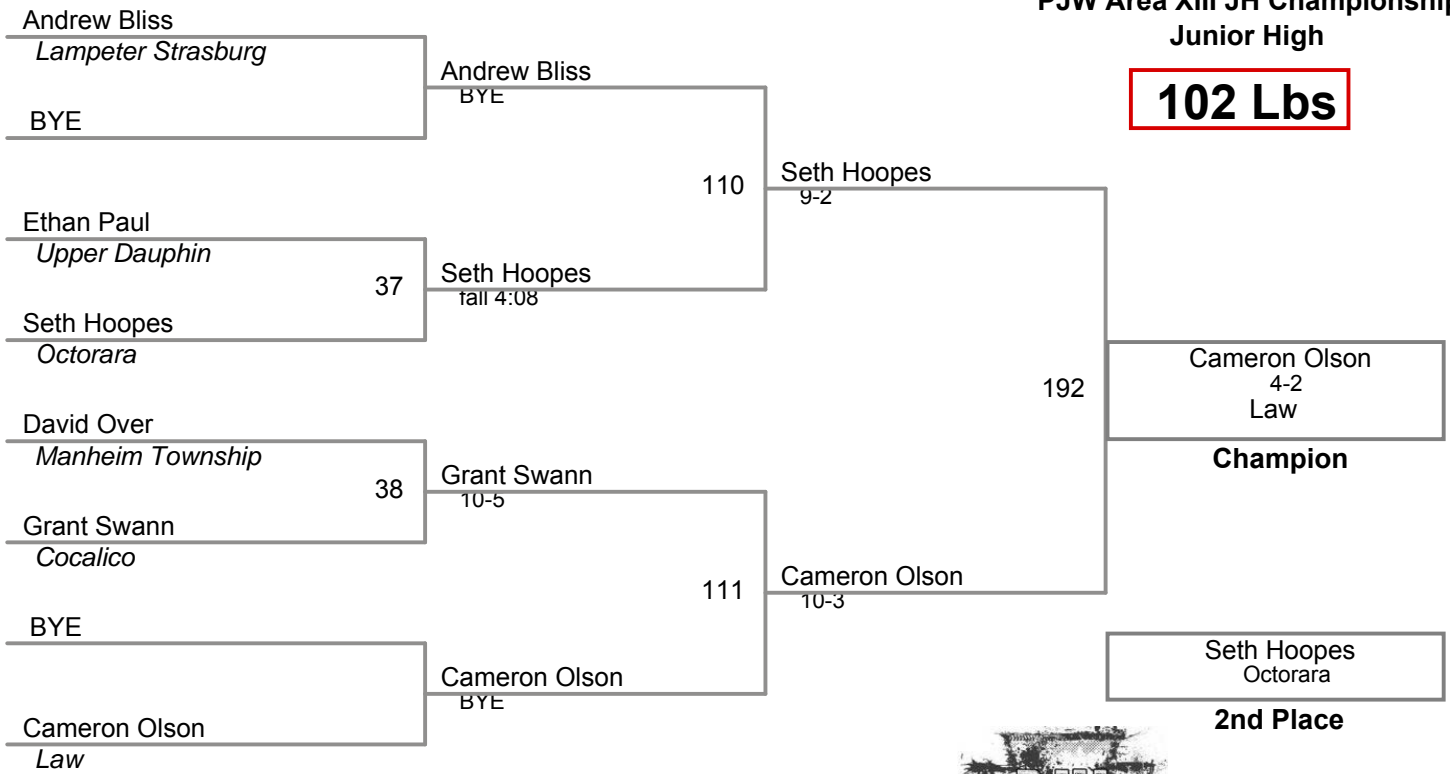 PJW Area XIII JH Championship
Junior High
102 Lbs
Andrew Bliss
Lampeter Strasburg
BYE
Andrew Bliss
BYE
110
Seth Hoopes
9-2
Ethan Paul
Upper Dauphin
37
Seth Hoopes
fall 4:08
Seth Hoopes
Octorara
192
Cameron Olson
4-2
Law
Champion
David Over
Manheim Township
38
Grant Swann
10-5
Grant Swann
Cocalico
111
Cameron Olson
10-3
BYE
Cameron Olson
BYE
Cameron Olson
Law
Seth Hoopes
Octorara
2nd Place